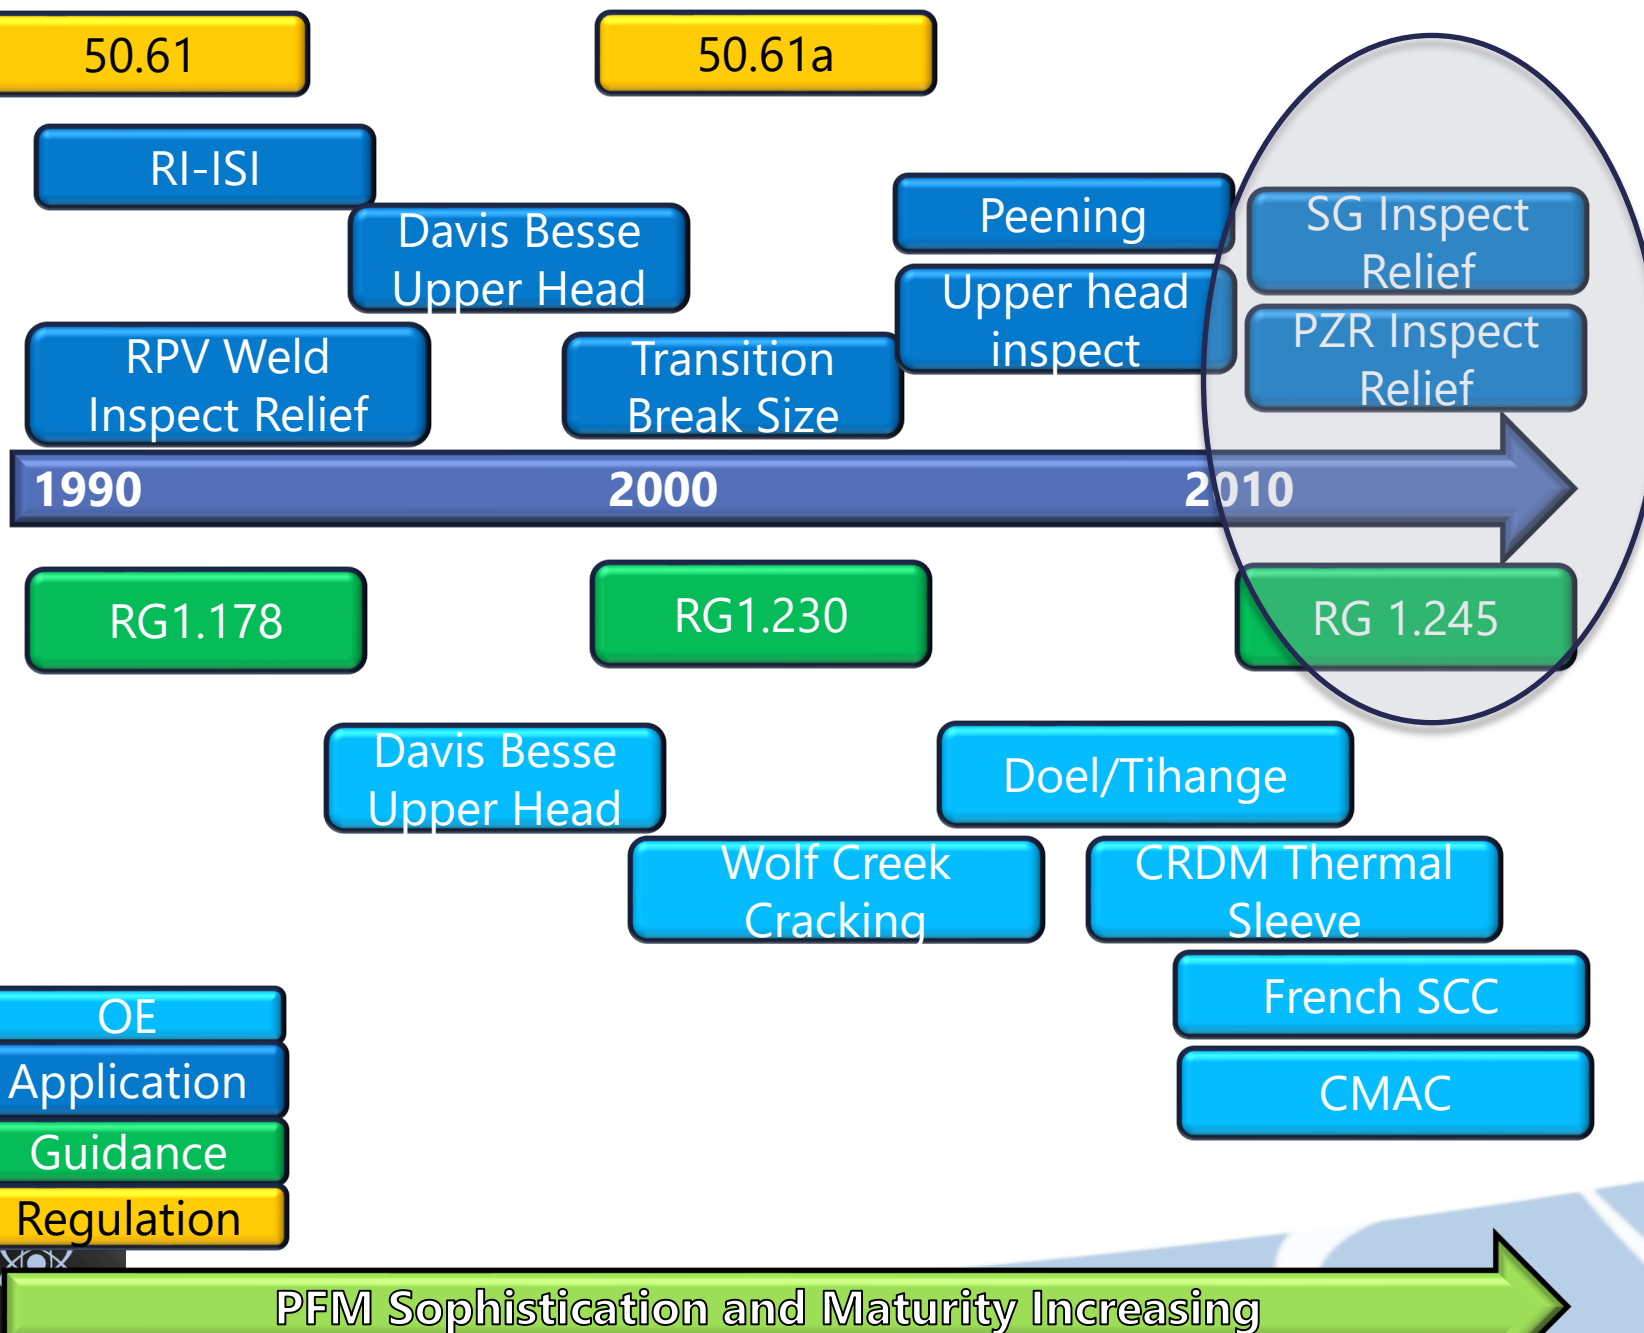 50.61
50.61a
RI-ISI
Davis Besse
Upper Head
Peening
SG Inspect
Relief
Upper head
inspect
PZR Inspect
Relief
RPV Weld
Inspect Relief
Transition
Break Size
1990
2000
2010
RG1.178
RG1.230
RG 1.245
Davis Besse
Upper Head
Doel/Tihange
Wolf Creek
Cracking
CRDM Thermal
Sleeve
French SCC
CMAC
OE
Application
Guidance
Regulation
PFM Sophistication and Maturity Increasing